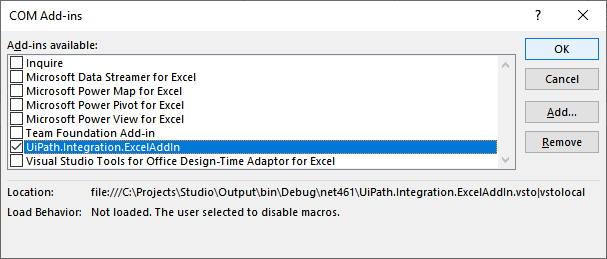 COM Add-ins
?
Add-ins available:
OK
Inquire
Microsoft Data Streamer for Excel
Cancel
Microsoft Power Map for Excel
Microsoft Power Pivot for Excel
Add...
Microsoft Power View for Excel
Team Foundation Add-in
Remove
UiPath.Integration.ExcelAddIn
Visual Studio Tools for Office Design-Time Adaptor for Excel
Location: file:///C:\Projects\Studio\Output\bin\Debug\net461\UiPath.Integration.ExcelAddIn.vsto|vstolocal
Load Behavior: Not loaded. The user selected to disable macros.